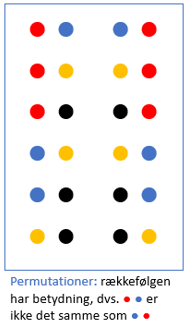 Permutationer: rækkefølgen
har betydning, dvs. er
ikke det samme som